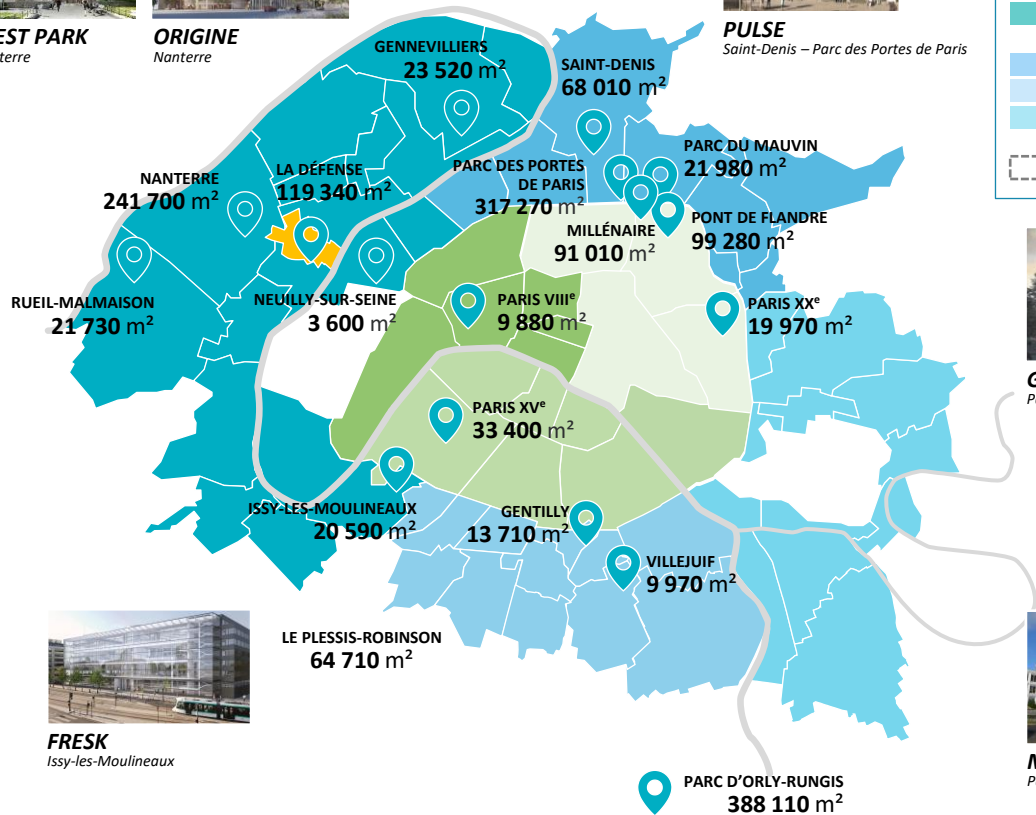 ORIGINE
Nanterre
PULSE
Saint-Denis – Parc des Portes de Paris
GENNEVILLIERS
23 520 m²
SAINT-DENIS
68 010 m²
PARC DU MAUVIN
21 980 m²
PARC DES PORTES
DE PARIS
317 270 m²
LA DÉFENSE
119 340 m²
NANTERRE
241 700 m²
MILLÉNAIRE
91 010 m²
PONT DE FLANDRE
99 280 m²
RUEIL-MALMAISON
21 730 m²
NEUILLY-SUR-SEINE
3 600 m²
PARIS VIIIᵉ
9 880 m²
PARIS XXᵉ
19 970 m²
PARIS XVᵉ
33 400 m²
ISSY-LES-MOULINEAUX
20 590 m²
GENTILLY
13 710 m²
VILLEJUIF
9 970 m²
LE PLESSIS-ROBINSON
64 710 m²
FRESK
Issy-les-Moulineaux
PARC D'ORLY-RUNGIS
388 110 m²
EST PARK
terre